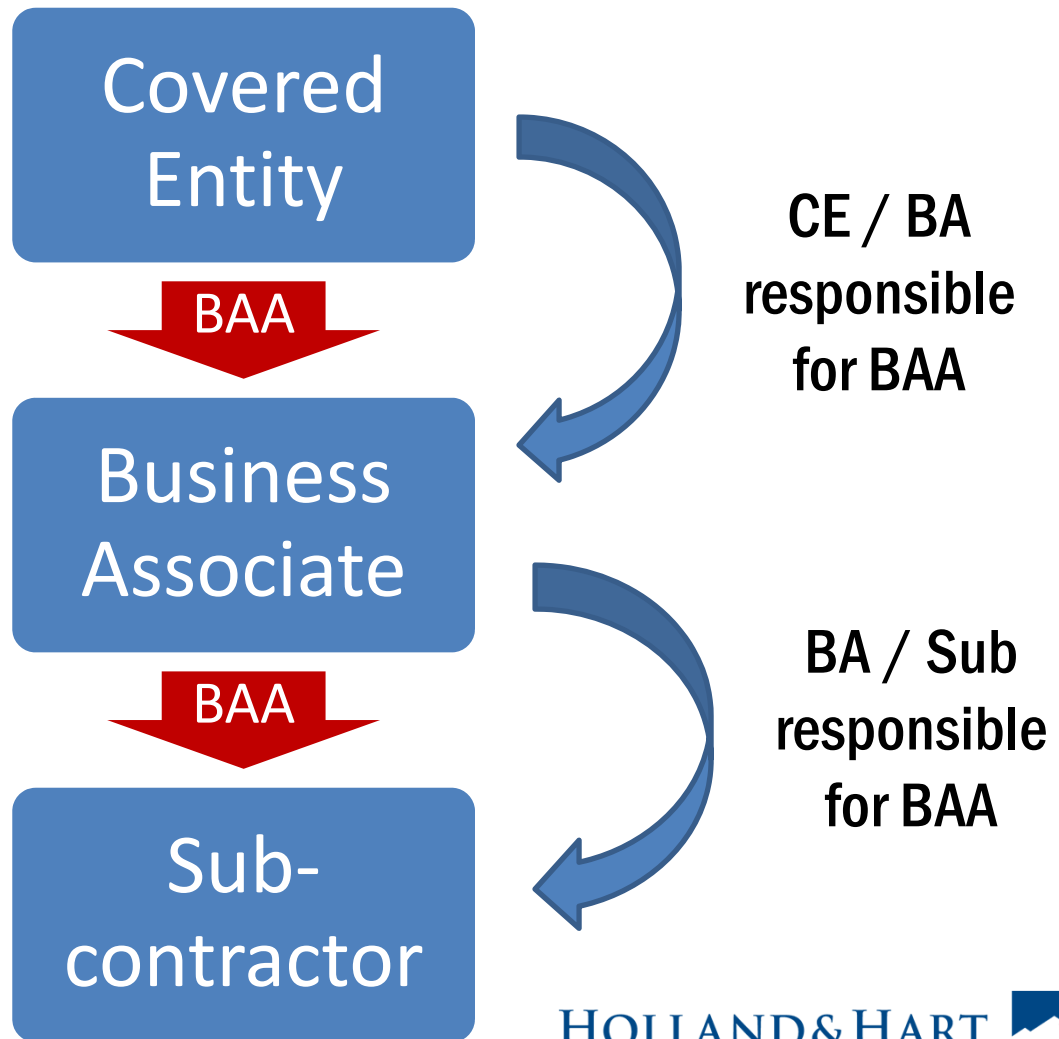 Covered
Entity
CE / BA
responsible
for BAA
BAA
Business
Associate
BA / Sub
responsible
for BAA
BAA
Sub-
contractor
HOLLAND&HART